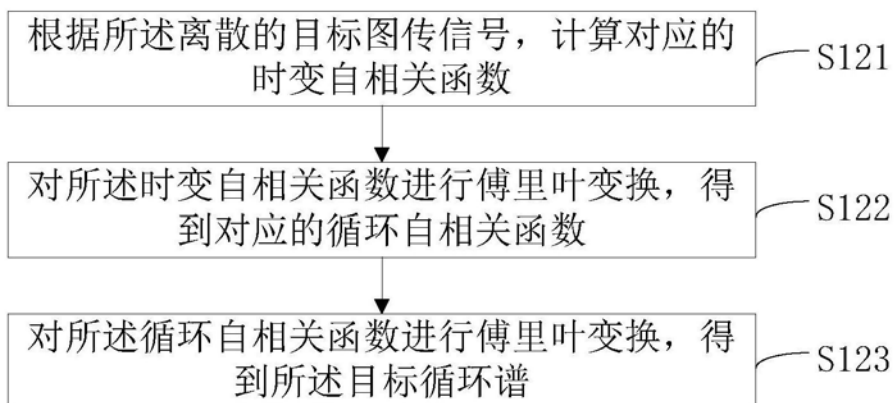 根据所述离散的目标图传信号，计算对应的
时变自相关函数
S121
对所述时变自相关函数进行傅里叶变换，得
到对应的循环自相关函数
S122
对所述循环自相关函数进行傅里叶变换，得
到所述目标循环谱
S123